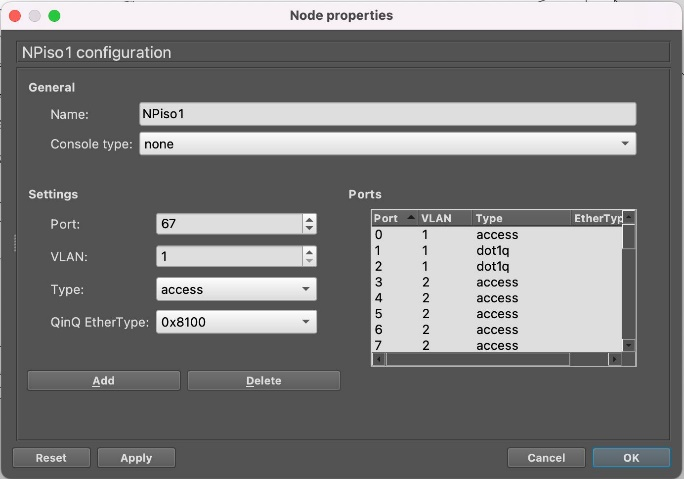 Node properties
NPiso1 configuration
General
Name: NPiso1
Console type: none
Settings
Port: 67
VLAN: 1
Type: access
QinQ EtherType: 0x8100
Add Delete
Ports
Port VLAN Type EtherTyp
0 1 access
1 1 dot1q
2 1 dot1q
3 2 access
4 2 access
5 2 access
6 2 access
7 2 access
Reset Apply Cancel OK